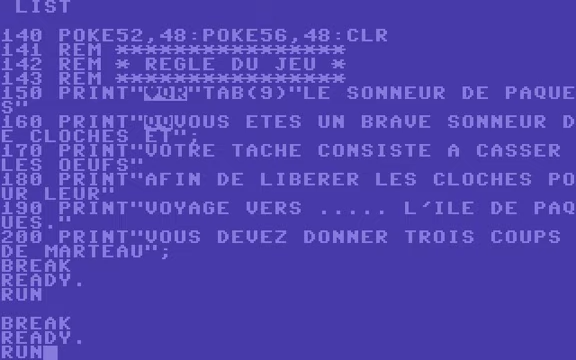 LIST
140 POKE52,48:POKE56,48:CLR
141 REM *****************
142 REM * REGLE DU JEU *
143 REM *****************
150 PRINT""TAB(9)"LE SONNEUR DE PAQUE
S"
160 PRINT"VOUS ETES UN BRAVE SONNEUR D
E CLOCHES ET";
170 PRINT"VOTRE TACHE CONSISTE A CASSER
LES OEUFS"
180 PRINT"AFIN DE LIBERER LES CLOCHES PO
UR LEUR"
190 PRINT"VOYAGE VERS ..... L'ILE DE PAQ
UES."
200 PRINT"VOUS DEVEZ DONNER TROIS COUPS
DE MARTEAU";
BREAK
READY.
RUN
BREAK
READY.
RUN